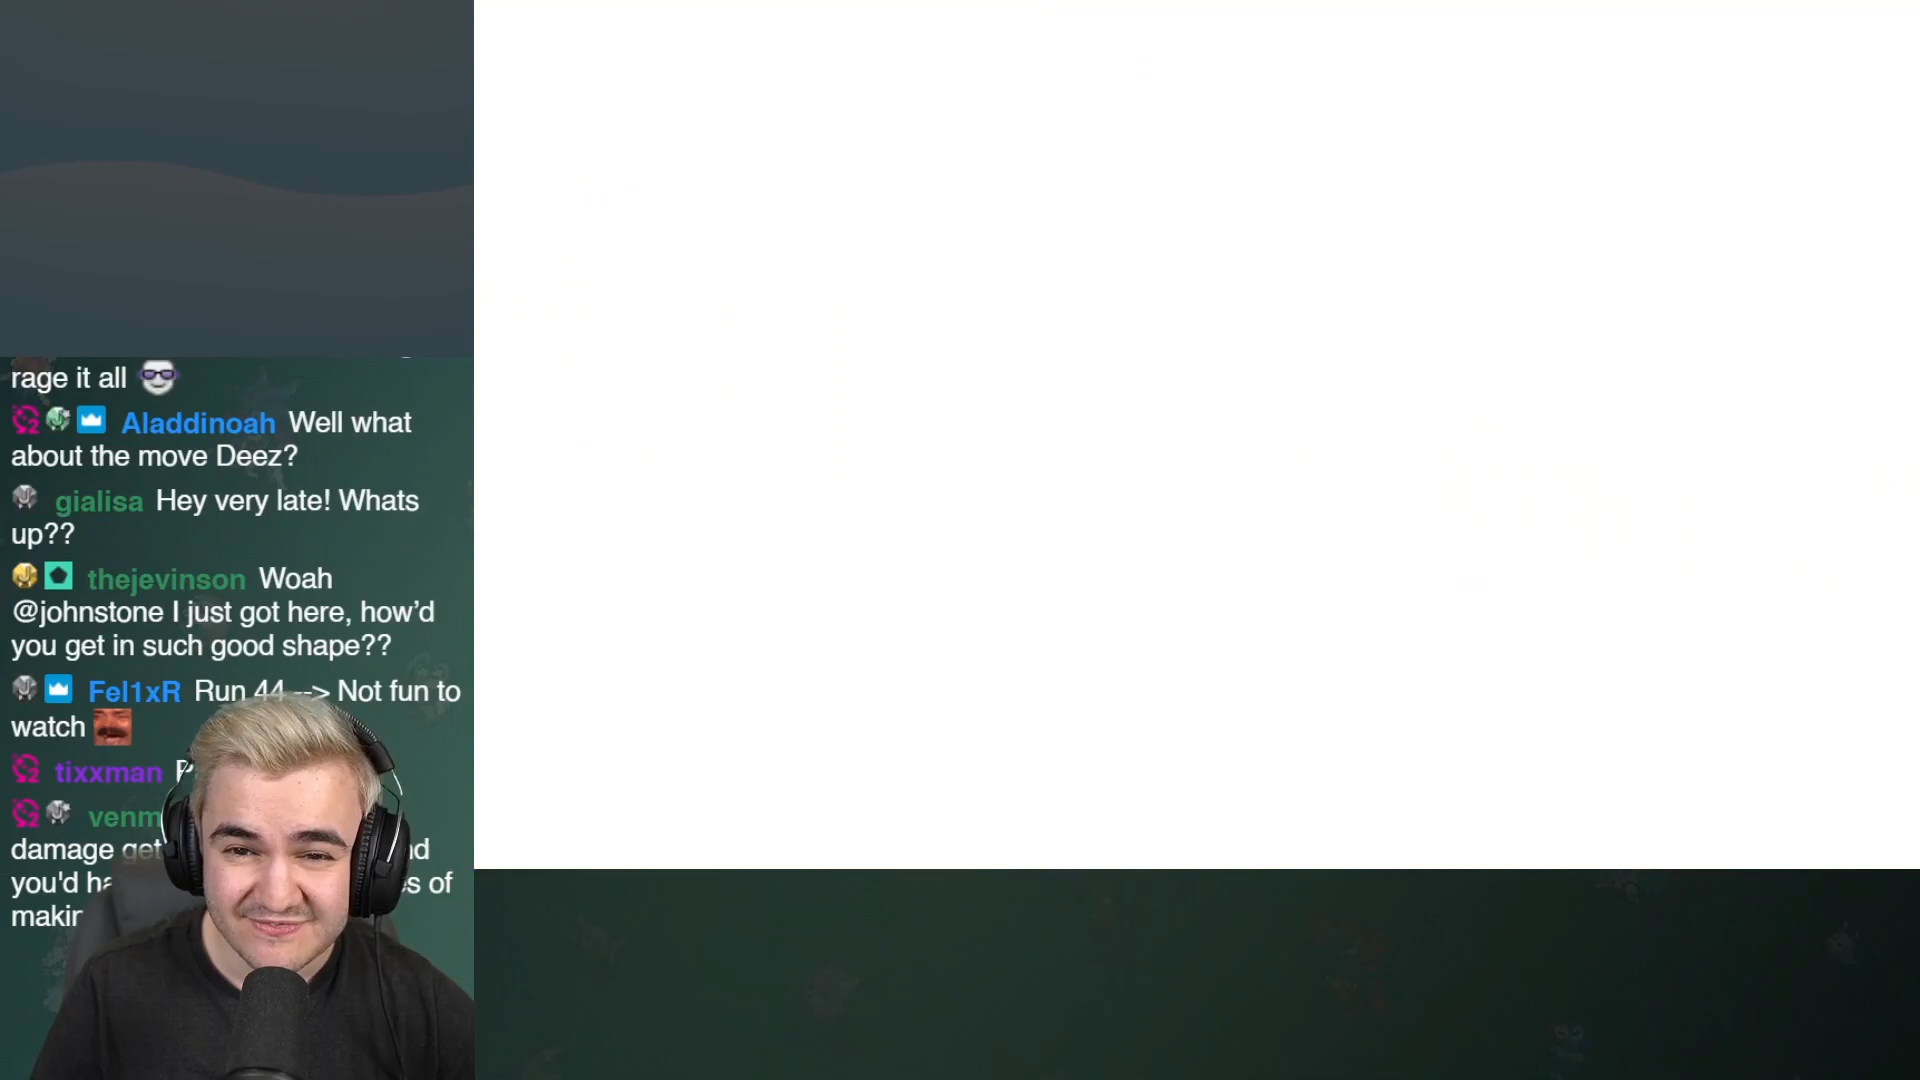 rage it all
Aladdinoah Well what
about the move Deez?
gialisa Hey very late! Whats
up??
thejevinson Woah
@johnstone I just got here, how’d
you get in such good shape??
Fel1xR Run 44 --> Not fun to
watch
tixxman
damage
you'd of